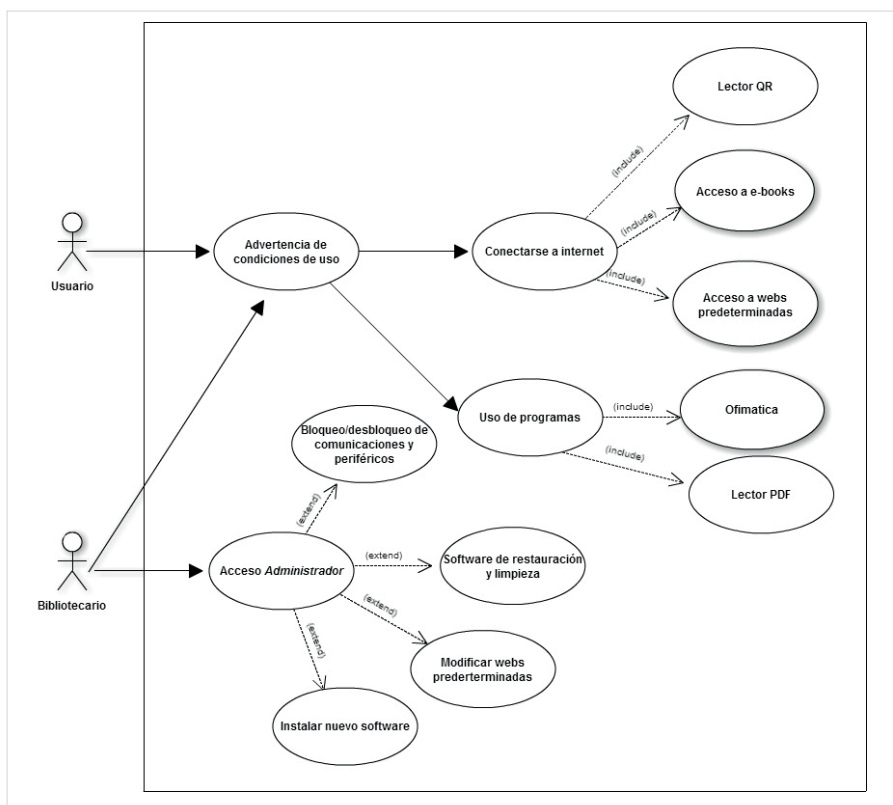 Lector QR
(include)
Acceso a e-books
(include)
Advertencia de
condiciones de uso
Conectarse a internet
Usuario
(include)
Acceso a webs
predeterminadas
Uso de programas
(include)
Ofimatica
Bloqueo/desbloqueo de
comunicaciones y
periféricos
(include)
Lector PDF
(extend)
Bibliotecario
Acceso Administrador
(extend)
Software de restauración
y limpieza
(extend)
(extend)
Modificar webs
prederterminadas
Instalar nuevo software